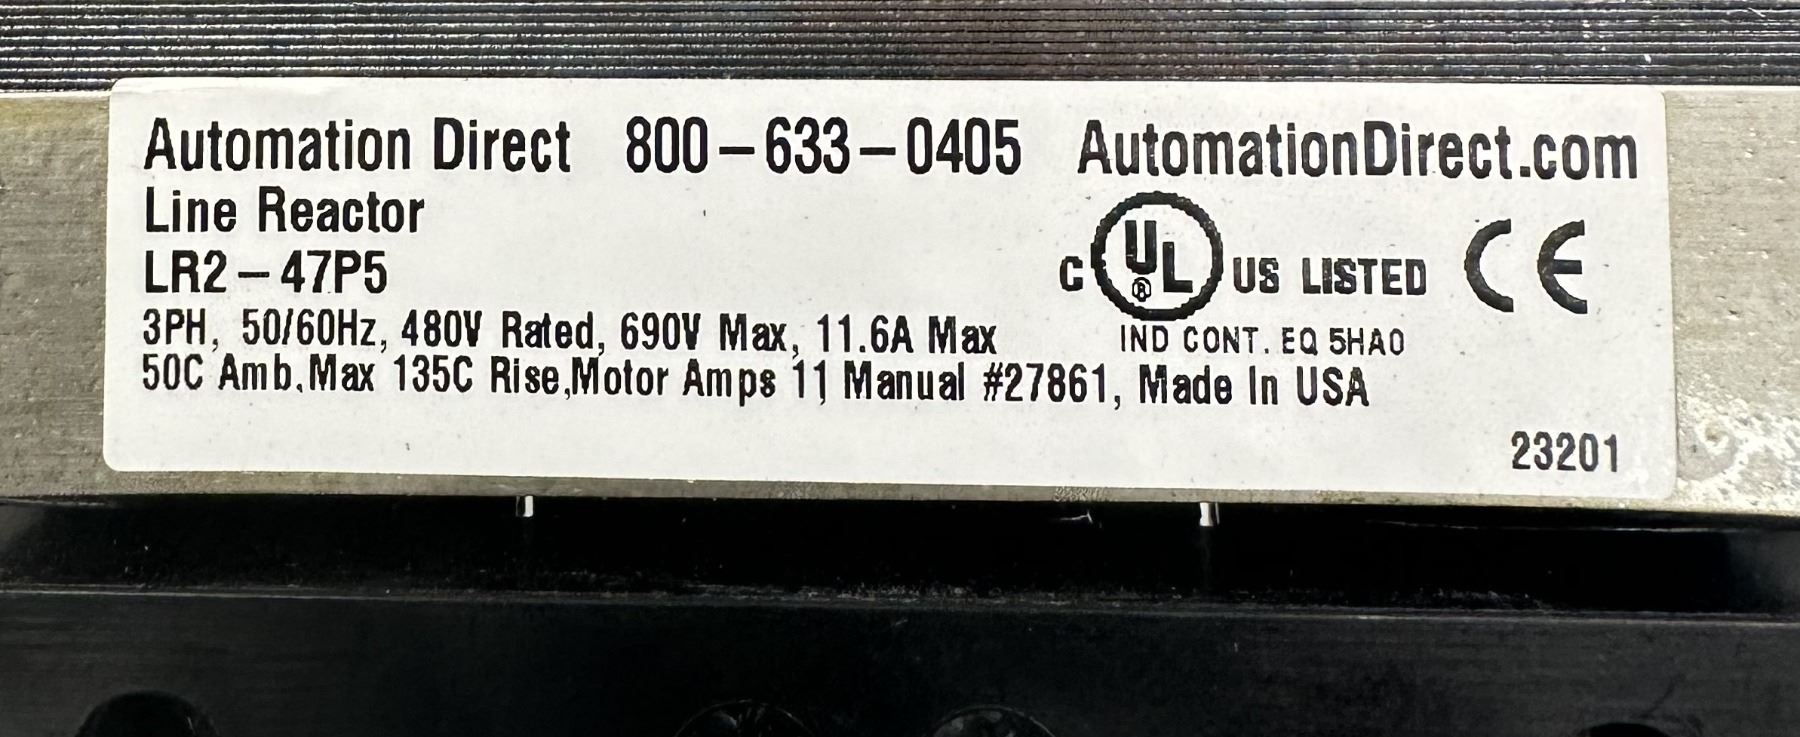 Automation Direct 800-633-0405 AutomationDirect.com
Line Reactor
LR2-47P5
C UL ® US LISTED CE
3PH, 50/60Hz, 480V Rated, 690V Max, 11.6A Max
IND CONT. EQ 5HA0
50C Amb,Max 135C Rise,Motor Amps 11 Manual #27861, Made In USA
23201